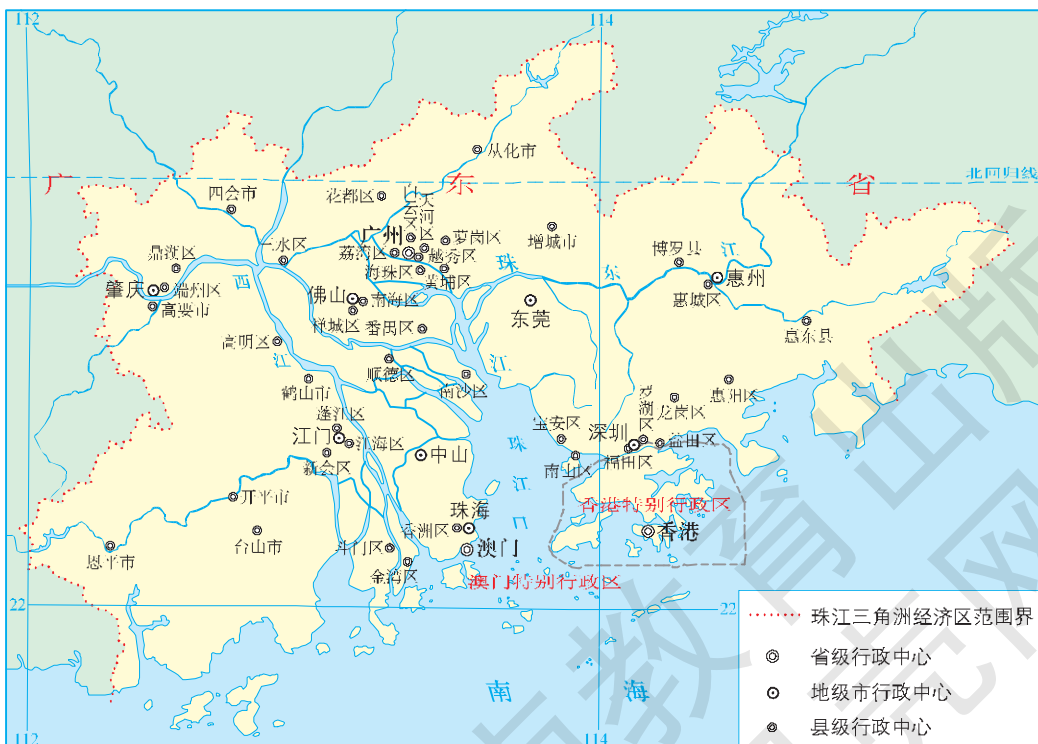 112
114
从化市
广
东
省
北回归线
四会市
花都区
白云区
天河区
广州
萝岗区
增城市
鼎湖区
三水区
荔湾区
越秀区
博罗县
江
海珠区
黄埔区
珠
东
肇庆
端州区
西
惠州
高要市
佛山
南海区
惠城区
禅城区
番禺区
东莞
惠东县
高明区
江
顺德区
江
鹤山市
南沙区
惠阳区
罗湖区
龙岗区
蓬江区
宝安区
深圳
盐田区
江门
江海区
中山
珠
福田区
新会区
南山区
江
开平市
香港特别行政区
珠海
口
香洲区
香港
台山市
斗门区
澳门
恩平市
金湾区
澳门特别行政区
22
22
珠江三角洲经济区范围界
省级行政中心
南
海
地级市行政中心
县级行政中心
112
114